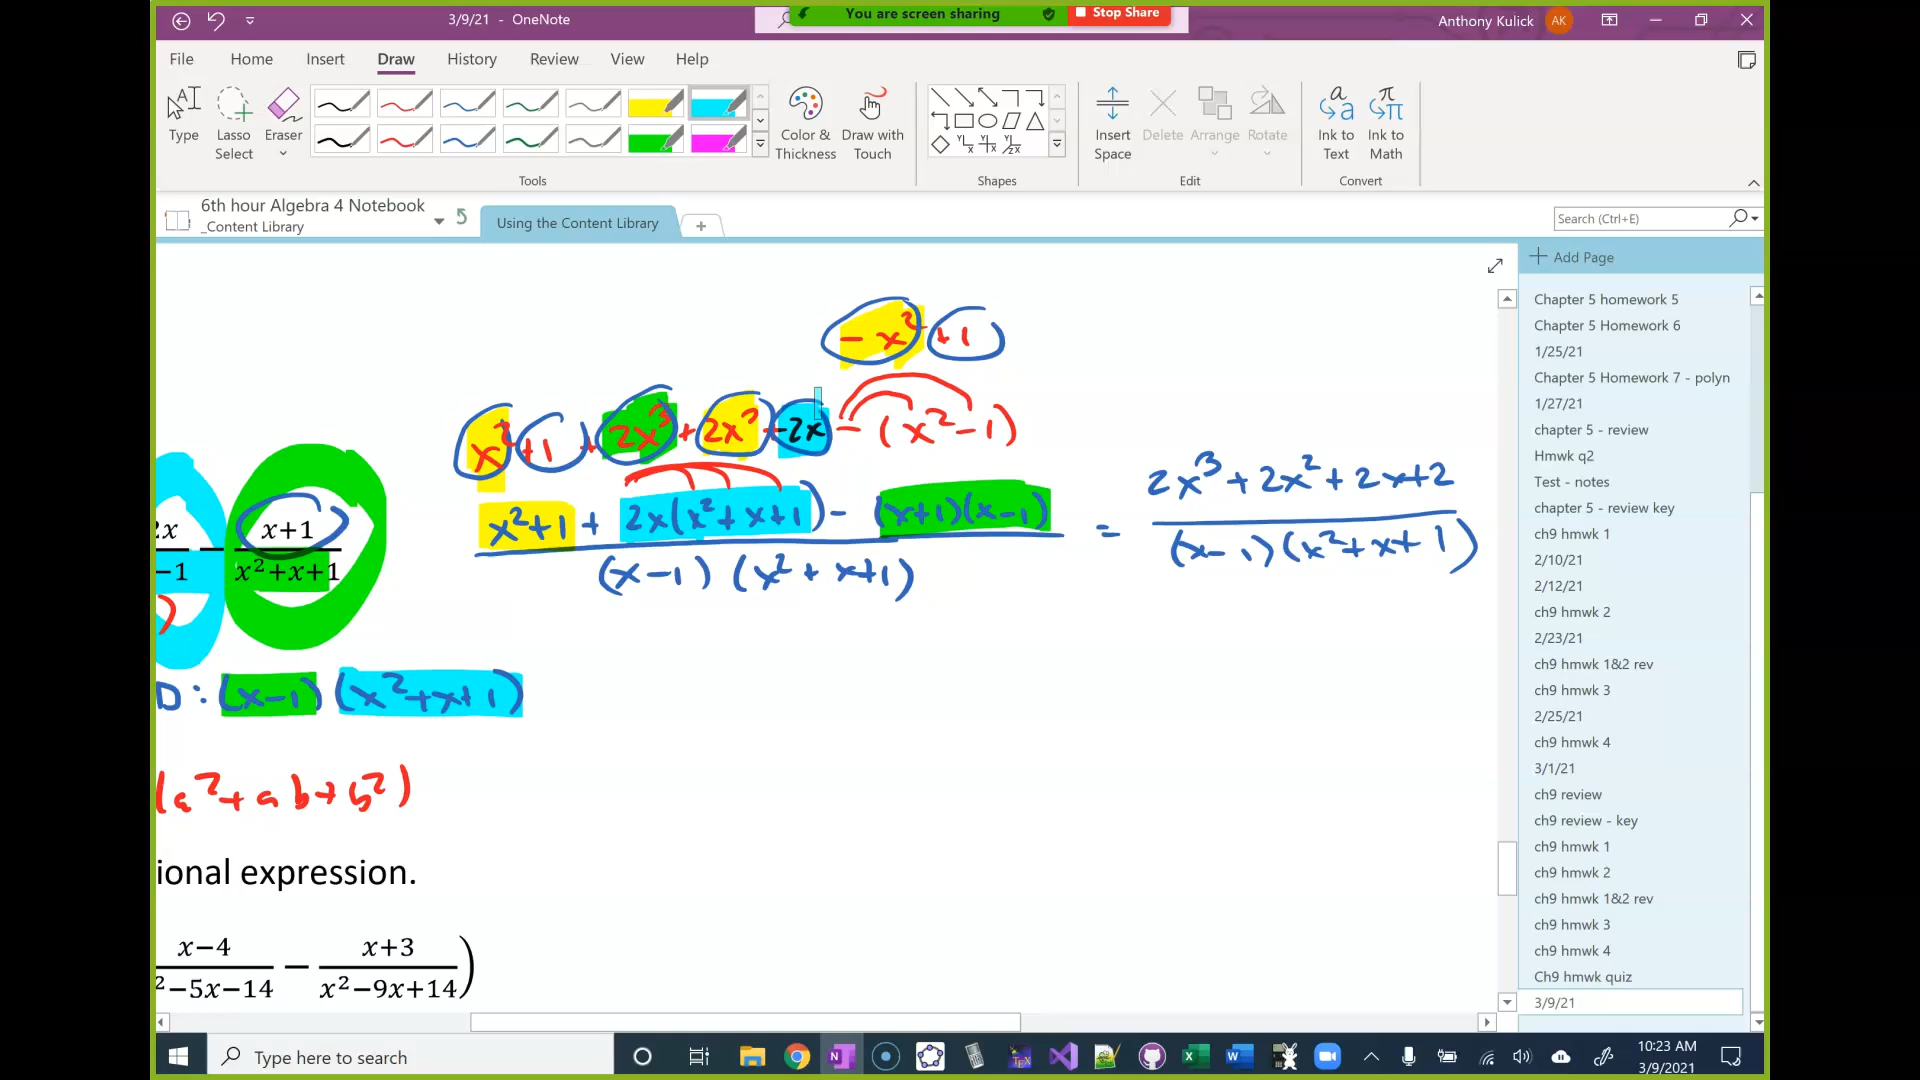 3/9/21 - OneNote
You are screen sharing
Stop Share
Anthony Kulick
AK
File Home Insert Draw History Review View Help
Type
Lasso Select
Eraser
Color & Thickness
Draw with Touch
Insert Space
Delete
Arrange
Rotate
Ink to Text
Ink to Math
Tools
Shapes
Edit
Convert
6th hour Algebra 4 Notebook
_Content Library
Using the Content Library
Search (Ctrl+E)
Add Page
− x² + 1
x² + 1 + 2x³ + 2x² + 2x − (x² − 1)
x² + 1 + 2x(x² + x + 1) − (x+1)(x−1)
(x − 1) (x² + x + 1)
=
2x³ + 2x² + 2x + 2
(x − 1)(x² + x + 1)
2x
−1
−
x+1
x²+x+1
)
D : (x−1) (x²+x+1)
(a² + ab + b²)
ional expression.
x−4
²−5x−14
−
x+3
x²−9x+14
)
Chapter 5 homework 5
Chapter 5 Homework 6
1/25/21
Chapter 5 Homework 7 - polyn
1/27/21
chapter 5 - review
Hmwk q2
Test - notes
chapter 5 - review key
ch9 hmwk 1
2/10/21
2/12/21
ch9 hmwk 2
2/23/21
ch9 hmwk 1&2 rev
ch9 hmwk 3
2/25/21
ch9 hmwk 4
3/1/21
ch9 review
ch9 review - key
ch9 hmwk 1
ch9 hmwk 2
ch9 hmwk 1&2 rev
ch9 hmwk 3
ch9 hmwk 4
Ch9 hmwk quiz
3/9/21
Type here to search
10:23 AM
3/9/2021